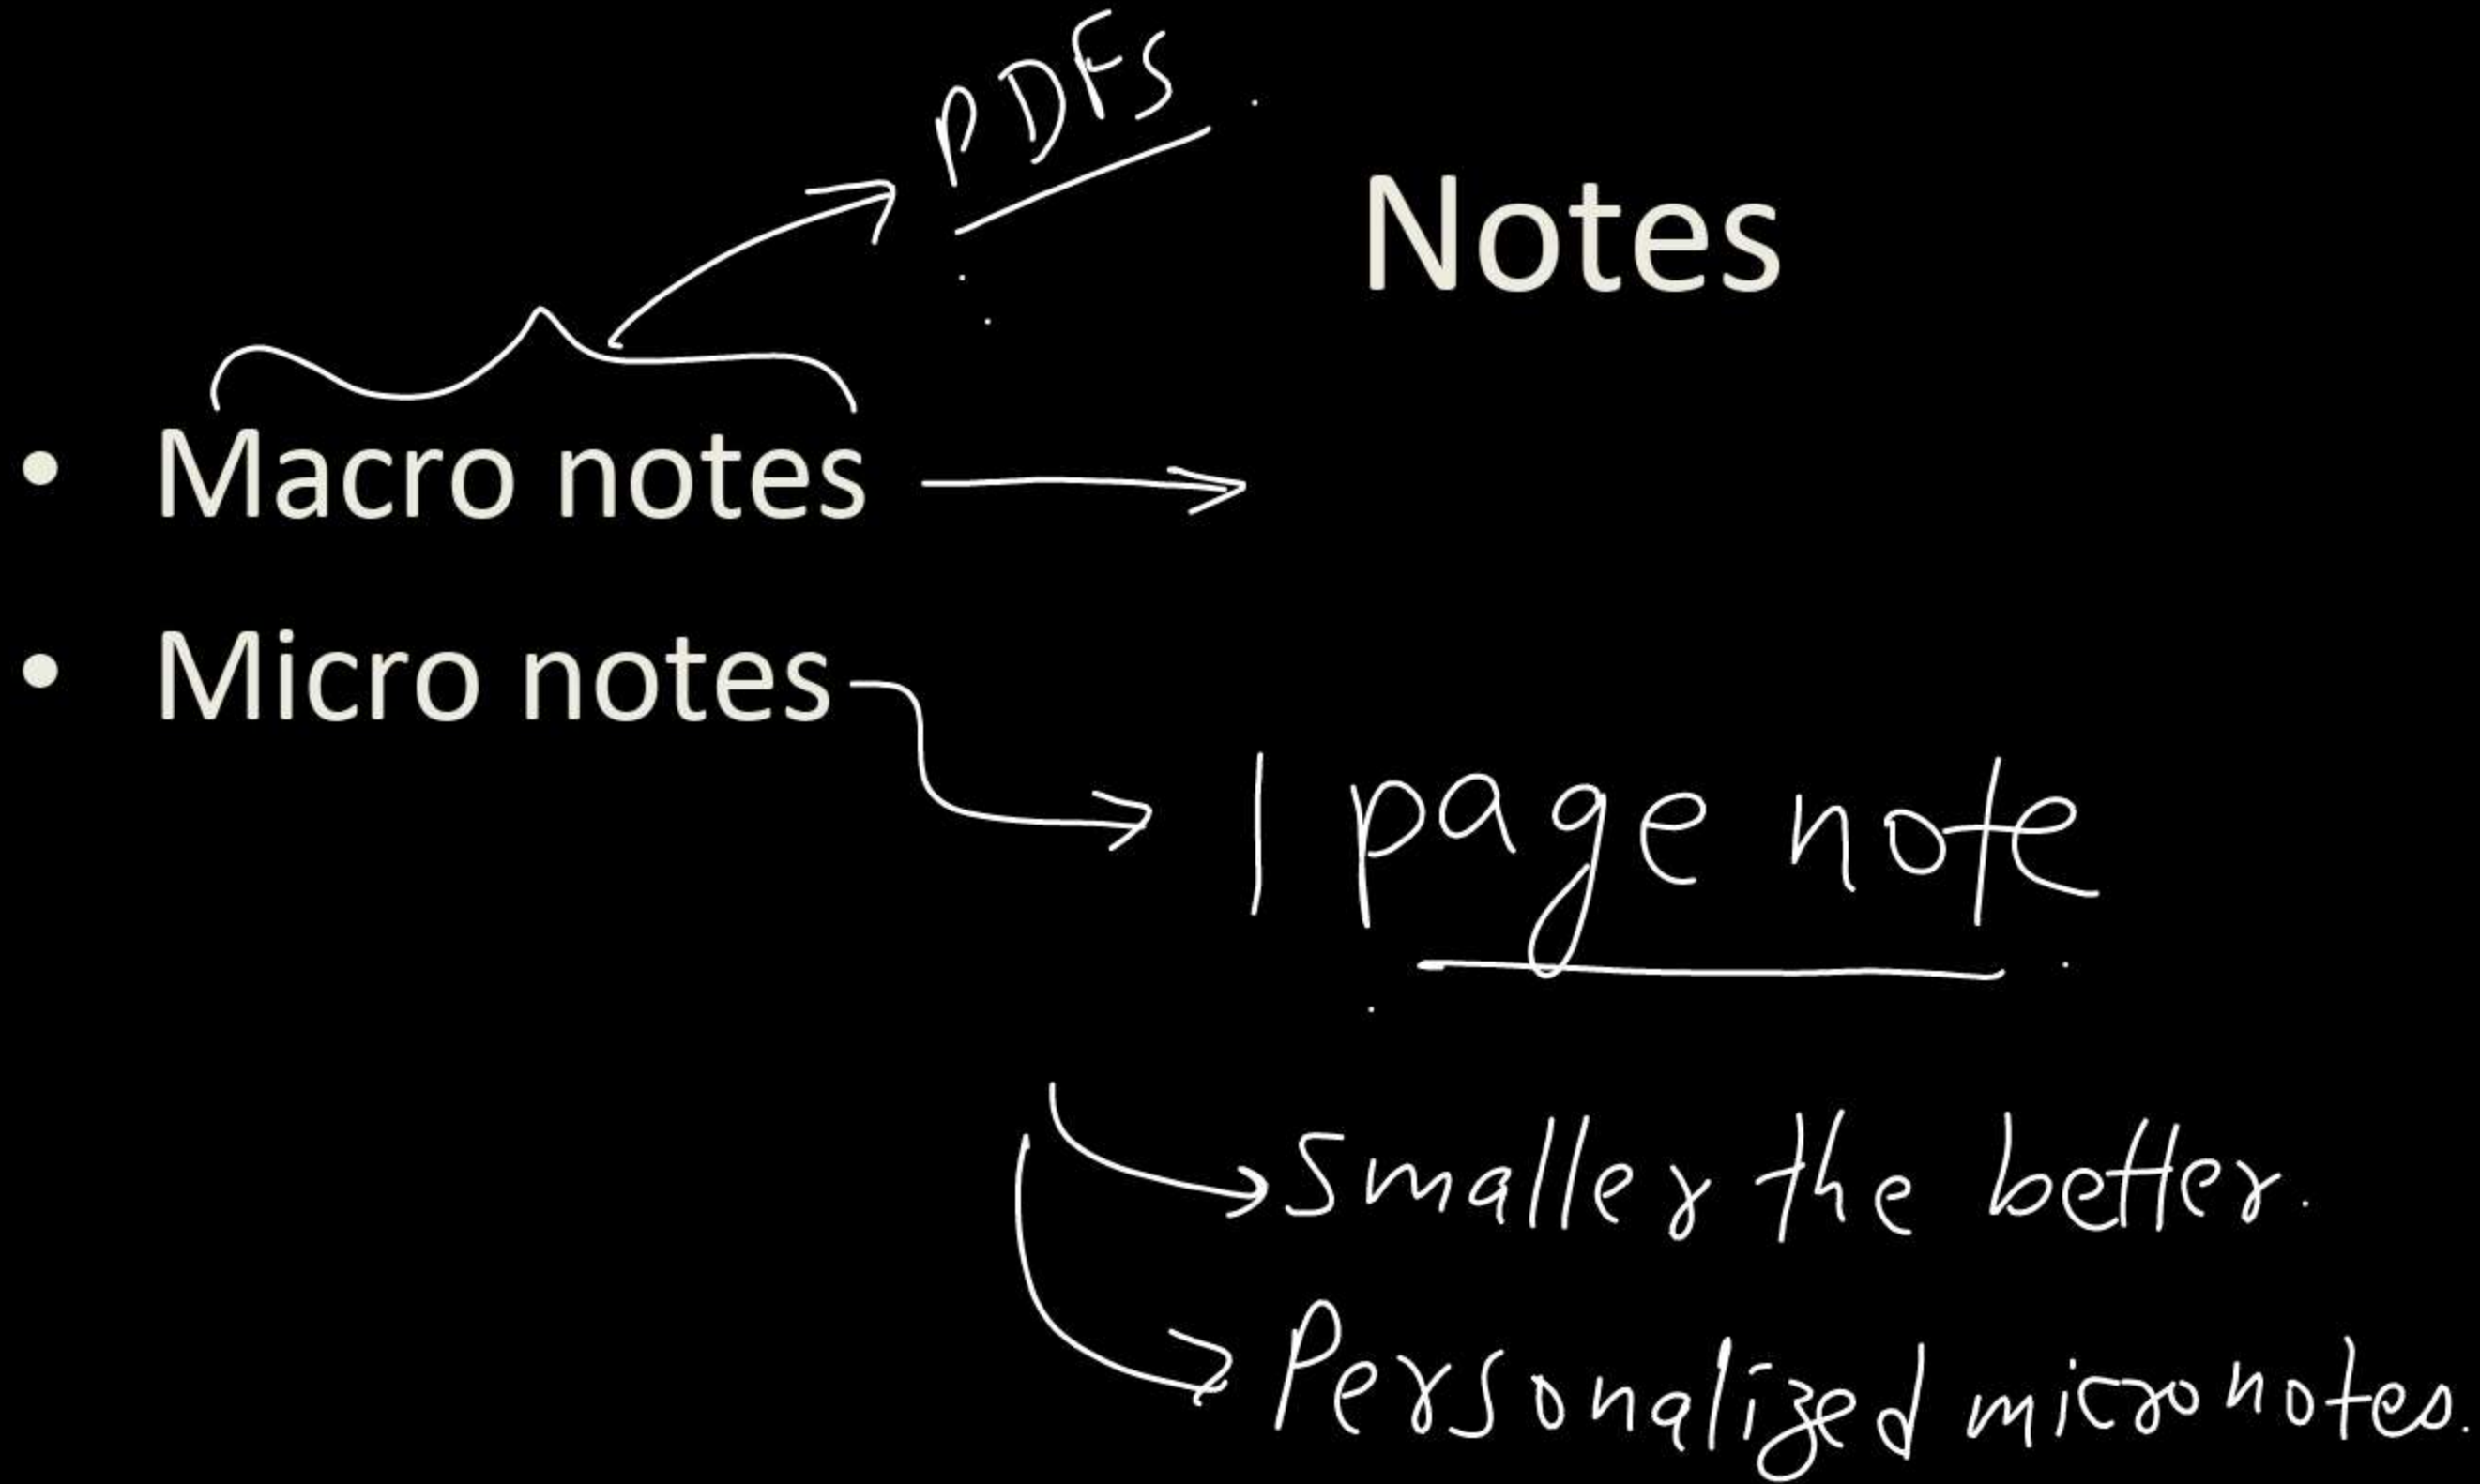 PDFs
Notes
• Macro notes
• Micro notes
1 page note
Smaller the better.
Personalized micronotes.